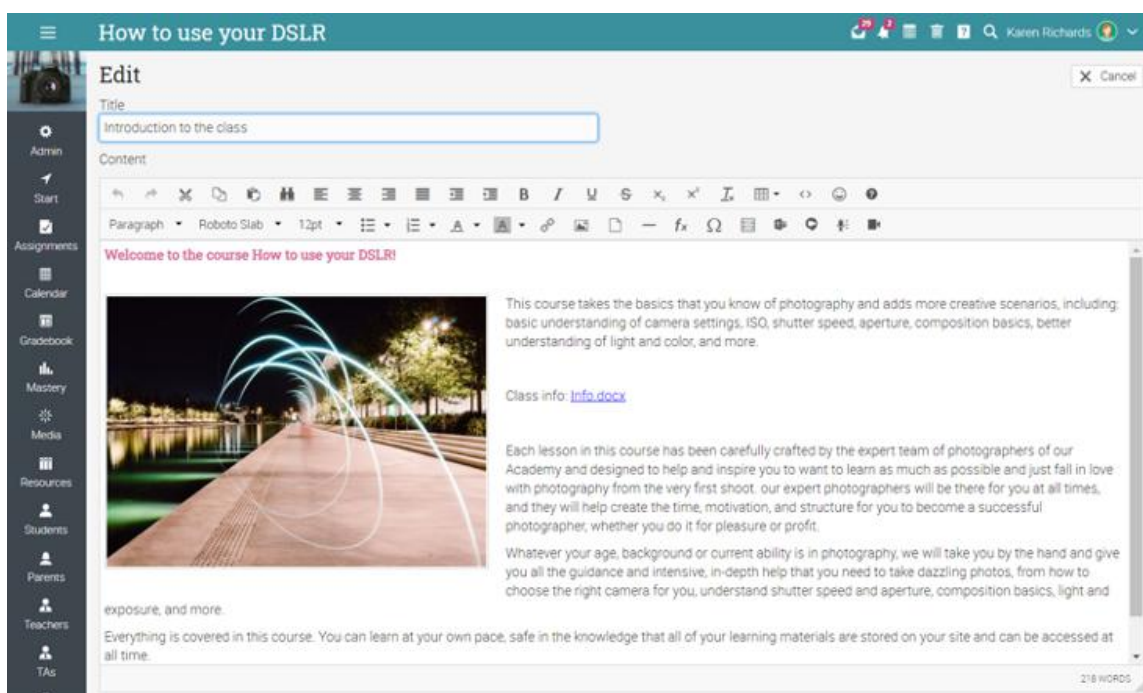 How to use your DSLR
29
2
Karen Richards
Edit
Cancel
Title
Introduction to the class
Content
Admin
Start
Assignments
Calendar
Gradebook
Mastery
Media
Resources
Students
Parents
Teachers
TAs
Paragraph
Roboto Slab
12pt
Welcome to the course How to use your DSLR!
This course takes the basics that you know of photography and adds more creative scenarios, including:
basic understanding of camera settings, ISO, shutter speed, aperture, composition basics, better
understanding of light and color, and more.
Class info: Info.docx
Each lesson in this course has been carefully crafted by the expert team of photographers of our
Academy and designed to help and inspire you to want to learn as much as possible and just fall in love
with photography from the very first shoot. our expert photographers will be there for you at all times,
and they will help create the time, motivation, and structure for you to become a successful
photographer, whether you do it for pleasure or profit.
Whatever your age, background or current ability is in photography, we will take you by the hand and give
you all the guidance and intensive, in-depth help that you need to take dazzling photos, from how to
choose the right camera for you, understand shutter speed and aperture, composition basics, light and
exposure, and more.
Everything is covered in this course. You can learn at your own pace, safe in the knowledge that all of your learning materials are stored on your site and can be accessed at
all time.
218 WORDS